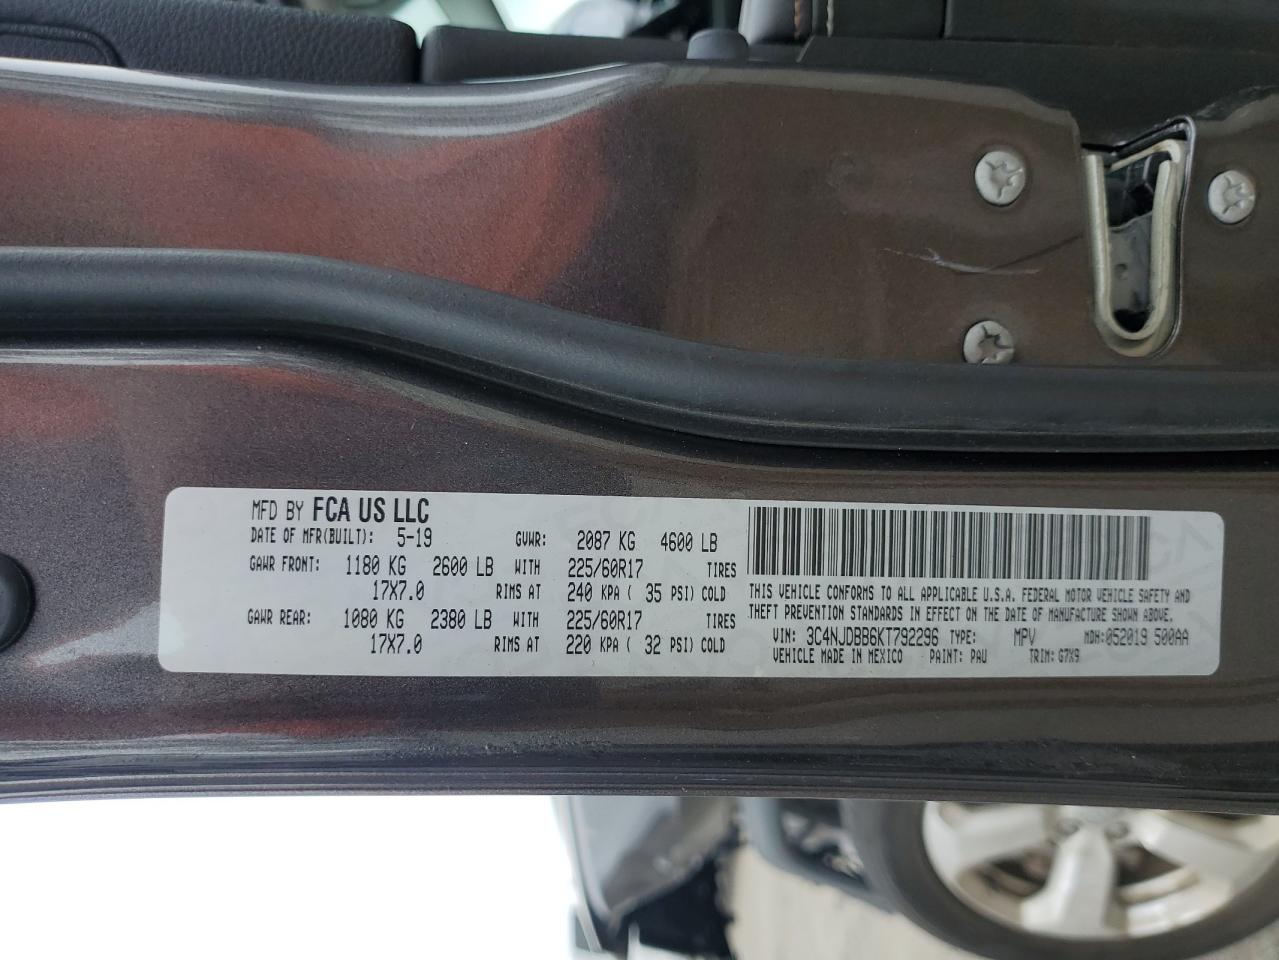 MFD BY FCA US LLC
DATE OF MFR(BUILT): 5-19 GVWR: 2087 KG 4600 LB
GAWR FRONT: 1180 KG 2600 LB WITH 225/60R17 TIRES
17X7.0 RIMS AT 240 KPA ( 35 PSI) COLD
GAWR REAR: 1080 KG 2380 LB WITH 225/60R17 TIRES
17X7.0 RIMS AT 220 KPA ( 32 PSI) COLD
THIS VEHICLE CONFORMS TO ALL APPLICABLE U.S.A. FEDERAL MOTOR VEHICLE SAFETY AND
THEFT PREVENTION STANDARDS IN EFFECT ON THE DATE OF MANUFACTURE SHOWN ABOVE.
VIN: 3C4NJDBB6KT792296 TYPE: MPV MDH:052019 500AA
VEHICLE MADE IN MEXICO PAINT: PAU TRIM: G7X9